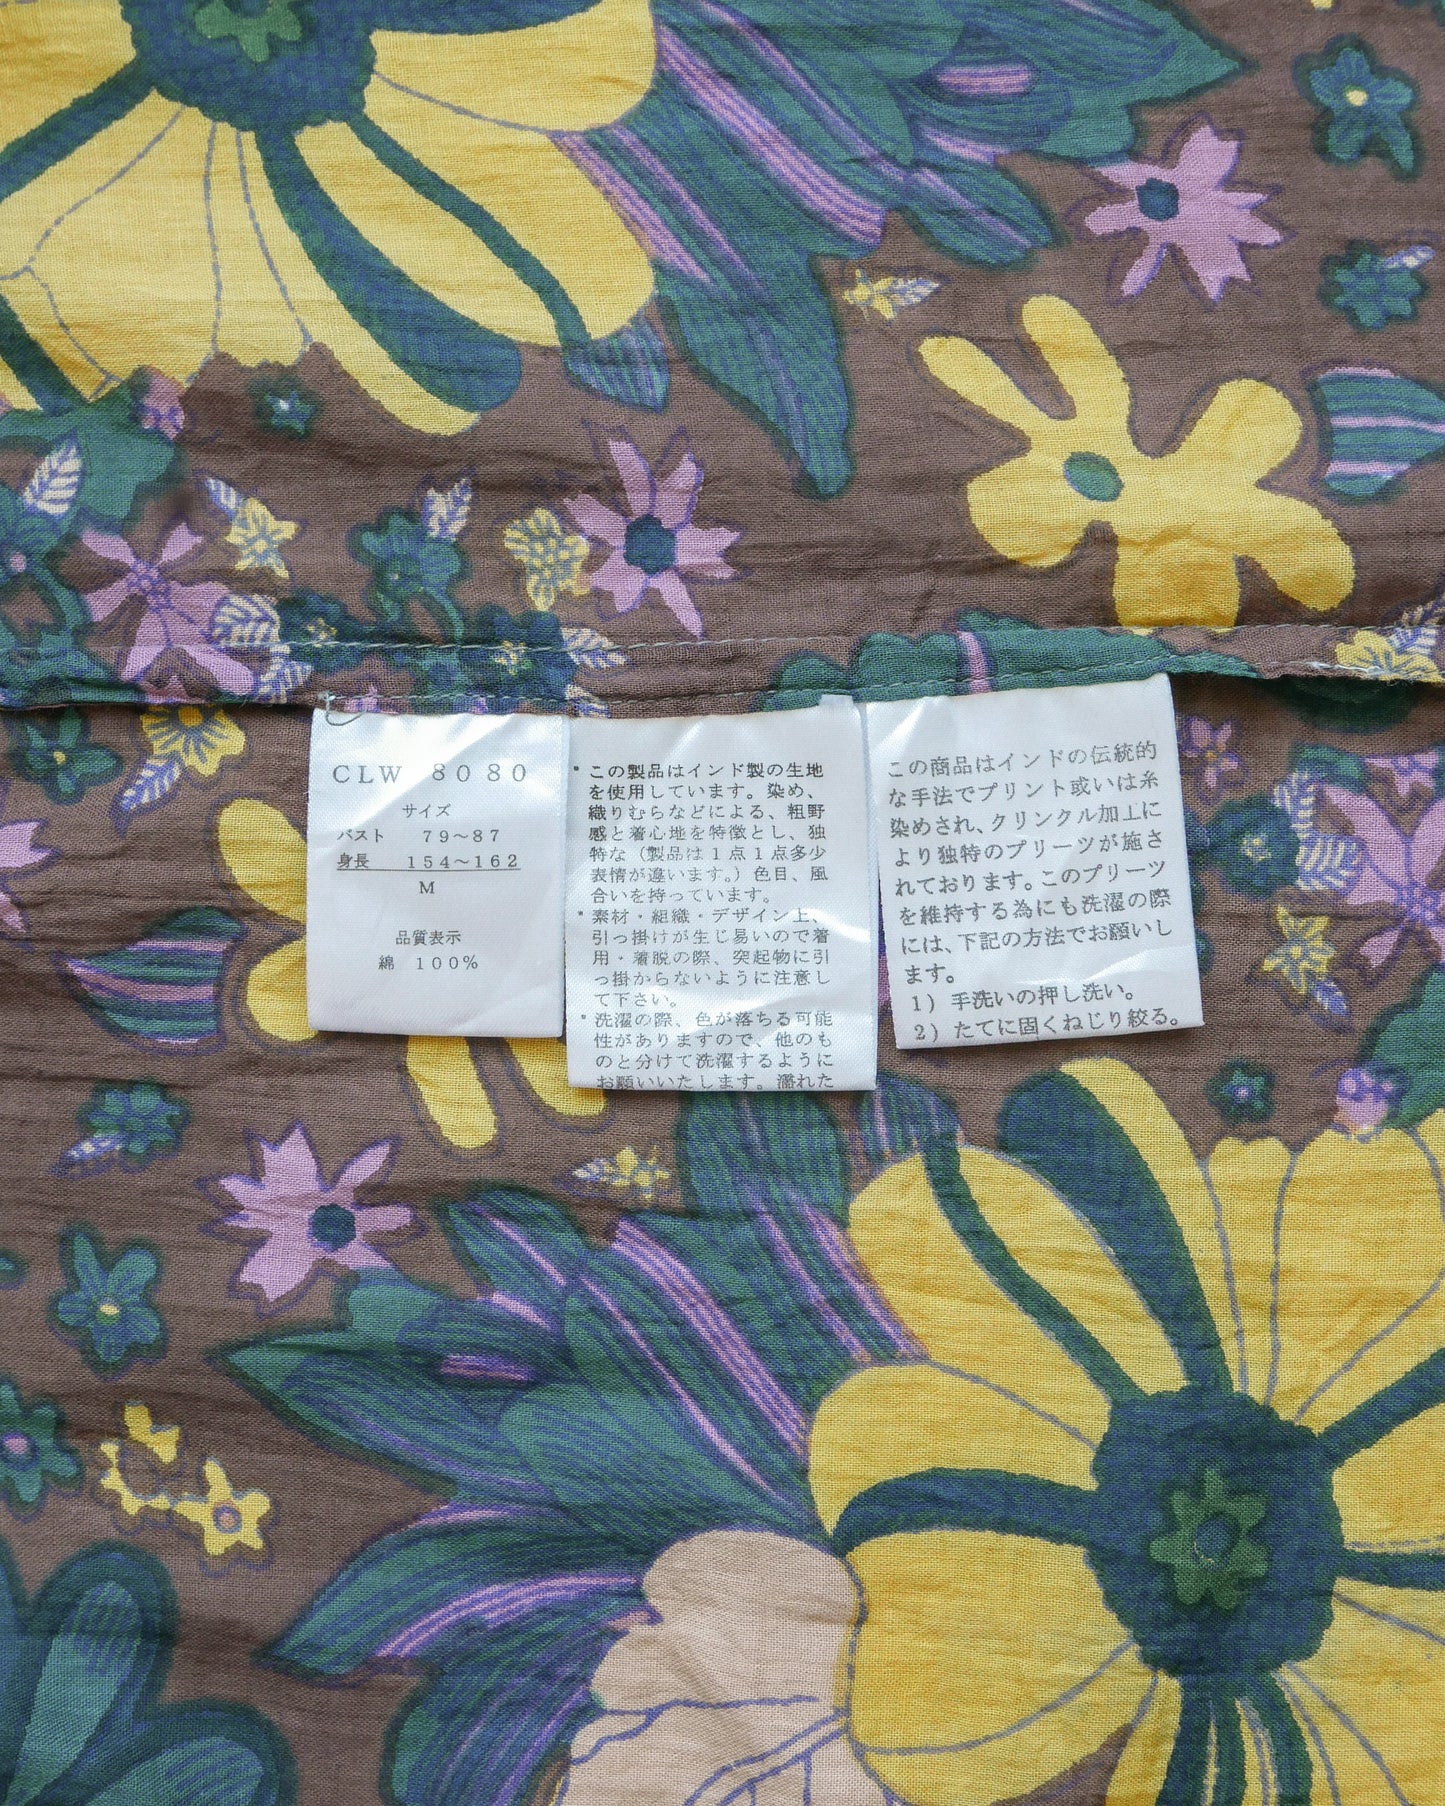 CLW 8080
サイズ
バスト 79～87
身長 154～162
M
品質表示
綿 100％
・この製品はインド製の生地
を使用しています。染め、
織りむらなどによる、粗野
感と着心地を特徴とし、独
特な（製品は1点1点多少
表情が違います。）色目、風
合いを持っています。
・素材・組織・デザイン上、
引っ掛けが生じ易いので着
用・着脱の際、突起物に引
っ掛からないように注意し
て下さい。
・洗濯の際、色が落ちる可能
性がありますので、他のも
のと分けて洗濯するように
お願いいたします。濡れた
この商品はインドの伝統的
な手法でプリント或いは糸
染めされ、クリンクル加工に
より独特のプリーツが施さ
れております。このプリーツ
を維持する為にも洗濯の際
には、下記の方法でお願いし
ます。
1）手洗いの押し洗い。
2）たてに固くねじり絞る。